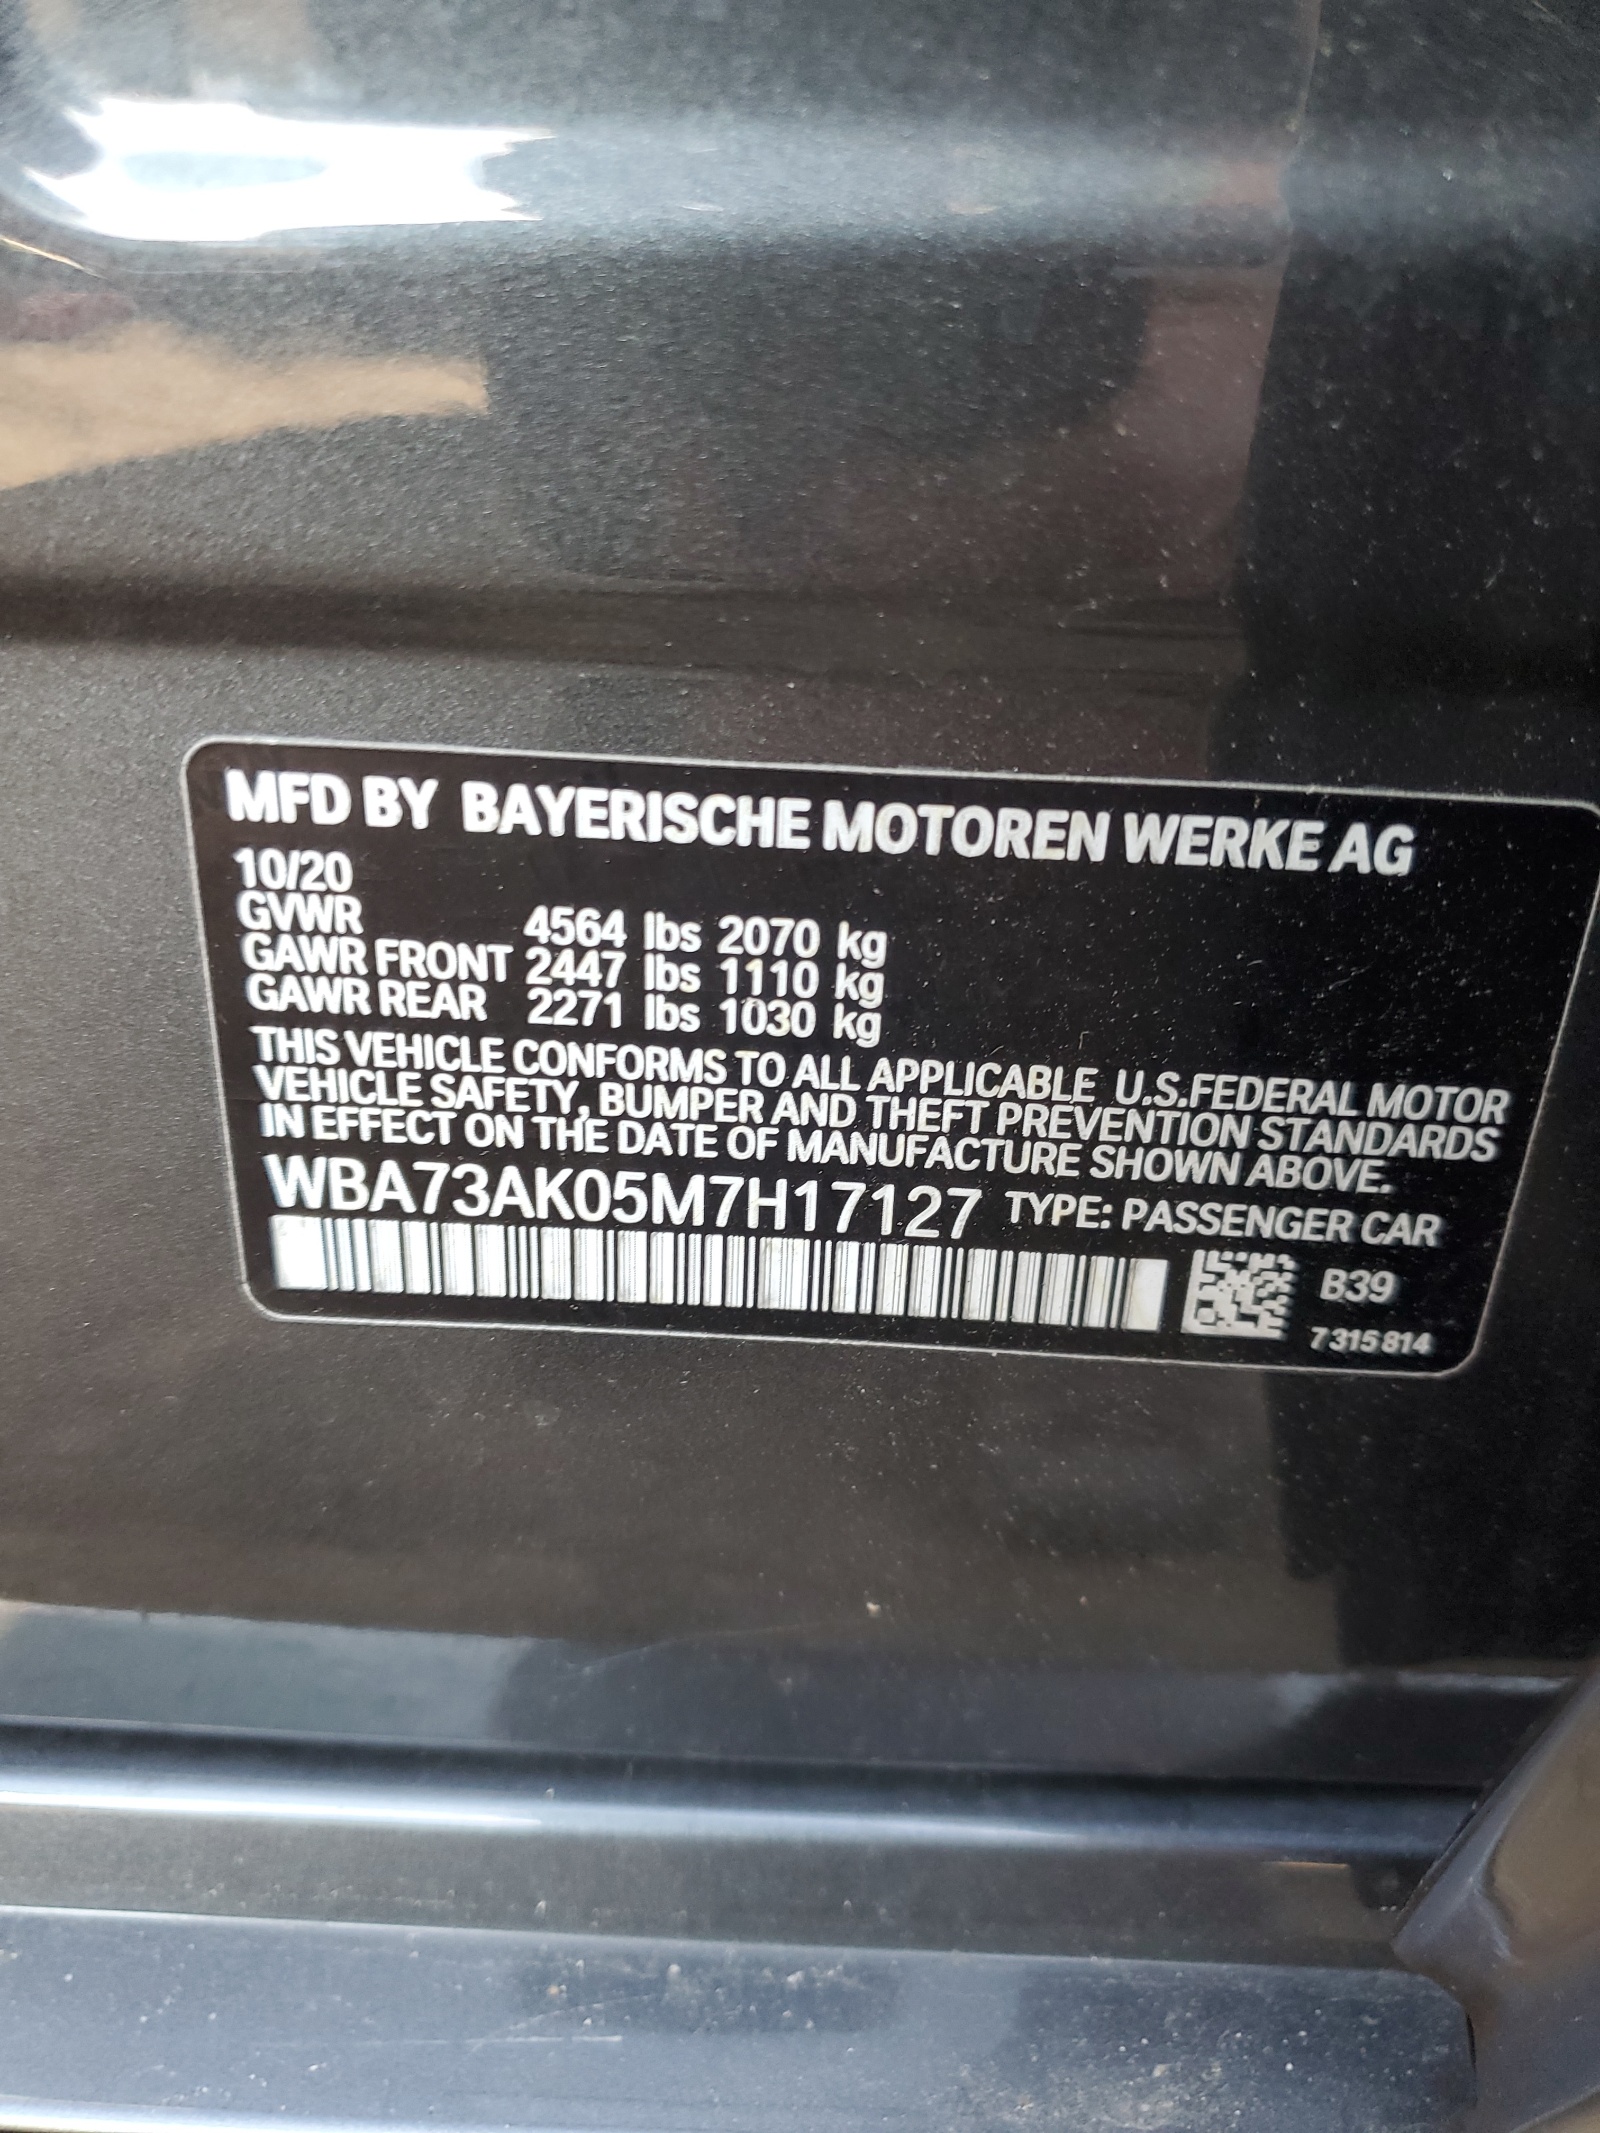 MFD BY BAYERISCHE MOTOREN WERKE AG
10/20
GVWR 4564 lbs 2070 kg
GAWR FRONT 2447 lbs 1110 kg
GAWR REAR 2271 lbs 1030 kg
THIS VEHICLE CONFORMS TO ALL APPLICABLE U.S.FEDERAL MOTOR
VEHICLE SAFETY, BUMPER AND THEFT PREVENTION STANDARDS
IN EFFECT ON THE DATE OF MANUFACTURE SHOWN ABOVE.
WBA73AK05M7H17127 TYPE: PASSENGER CAR
B39
7 315 814